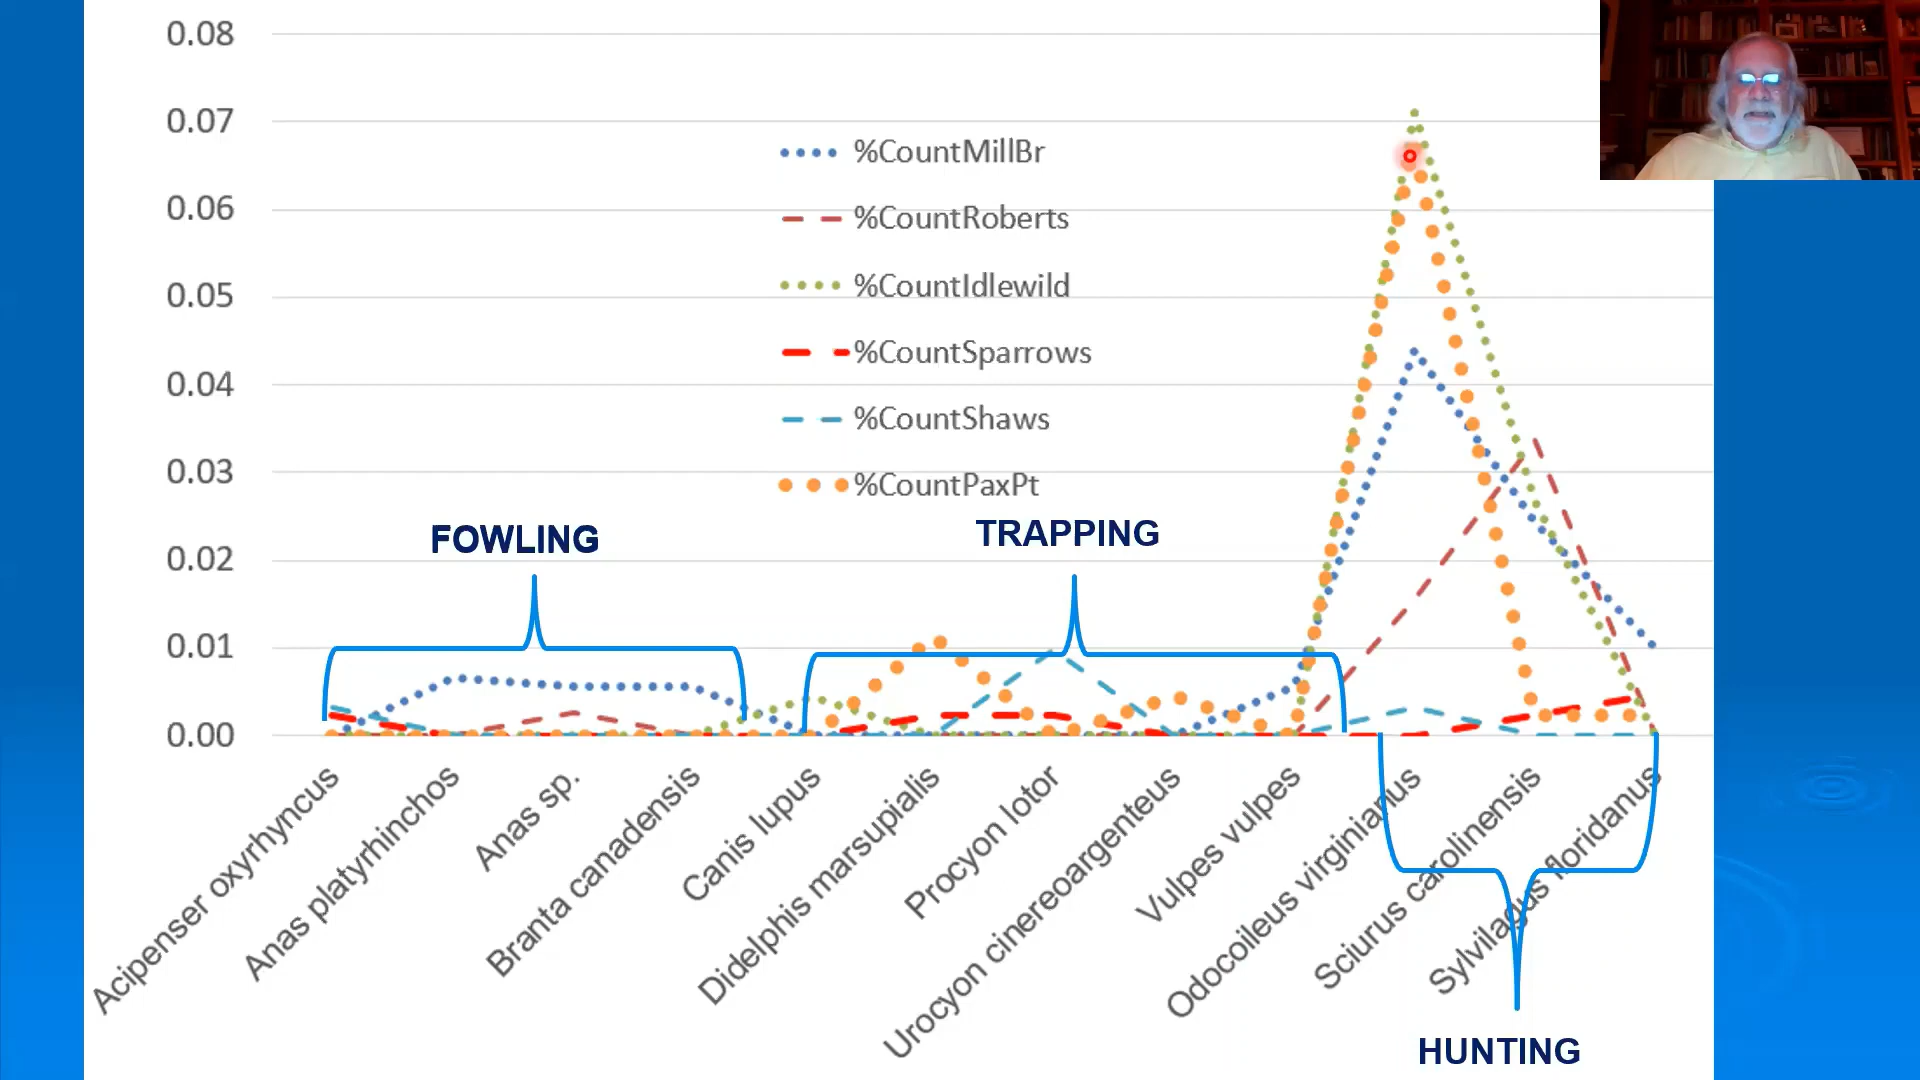 0.08
0.07
0.06
0.05
0.04
0.03
0.02
0.01
0.00
%CountMillBr
%CountRoberts
%CountIdlewild
%CountSparrows
%CountShaws
%CountPaxPt
FOWLING
TRAPPING
Acipenser oxyrhyncus
Anas platyrhinchos
Anas sp.
Branta canadensis
Canis lupus
Didelphis marsupialis
Procyon lotor
Urocyon cinereoargenteus
Vulpes vulpes
Odocoileus virginianus
Sciurus carolinensis
Sylvilagus floridanus
HUNTING